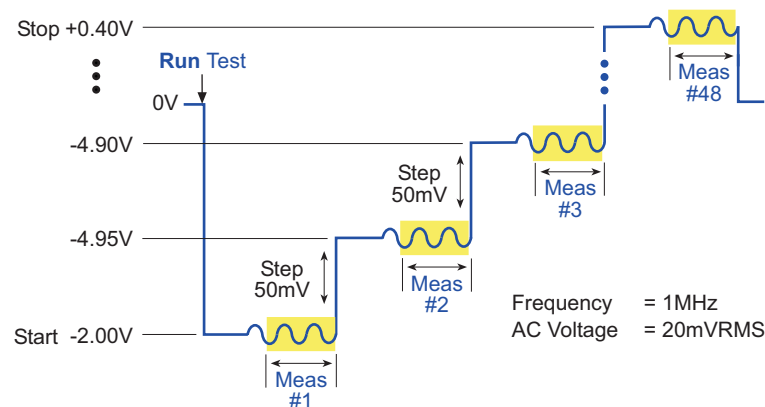 Stop +0.40V
Run Test
0V
Meas
#48
-4.90V
Step
50mV
Meas
#3
-4.95V
Step
50mV
Meas
#2
Frequency = 1MHz
AC Voltage = 20mVRMS
Start -2.00V
Meas
#1